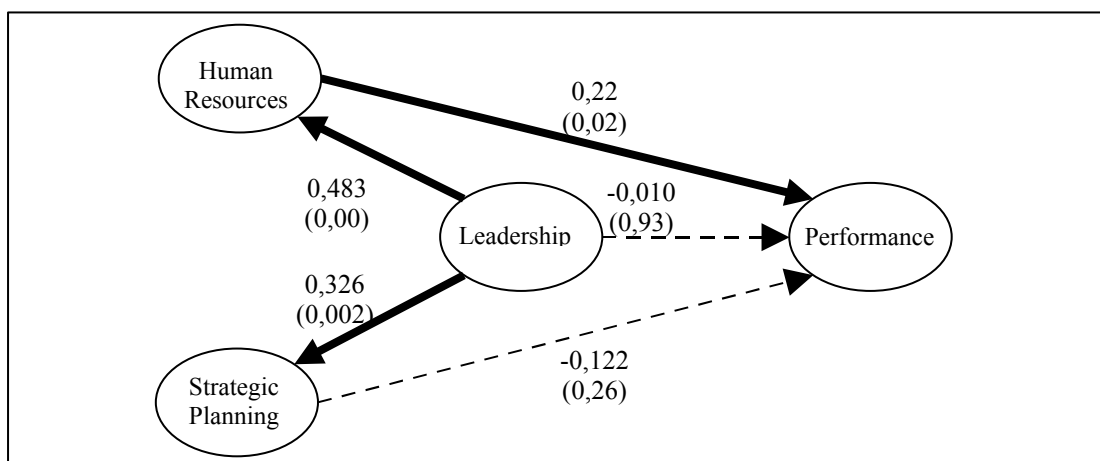 Human
Resources
0,22
(0,02)
0,483
(0,00)
-0,010
(0,93)
Leadership
Performance
0,326
(0,002)
-0,122
(0,26)
Strategic
Planning